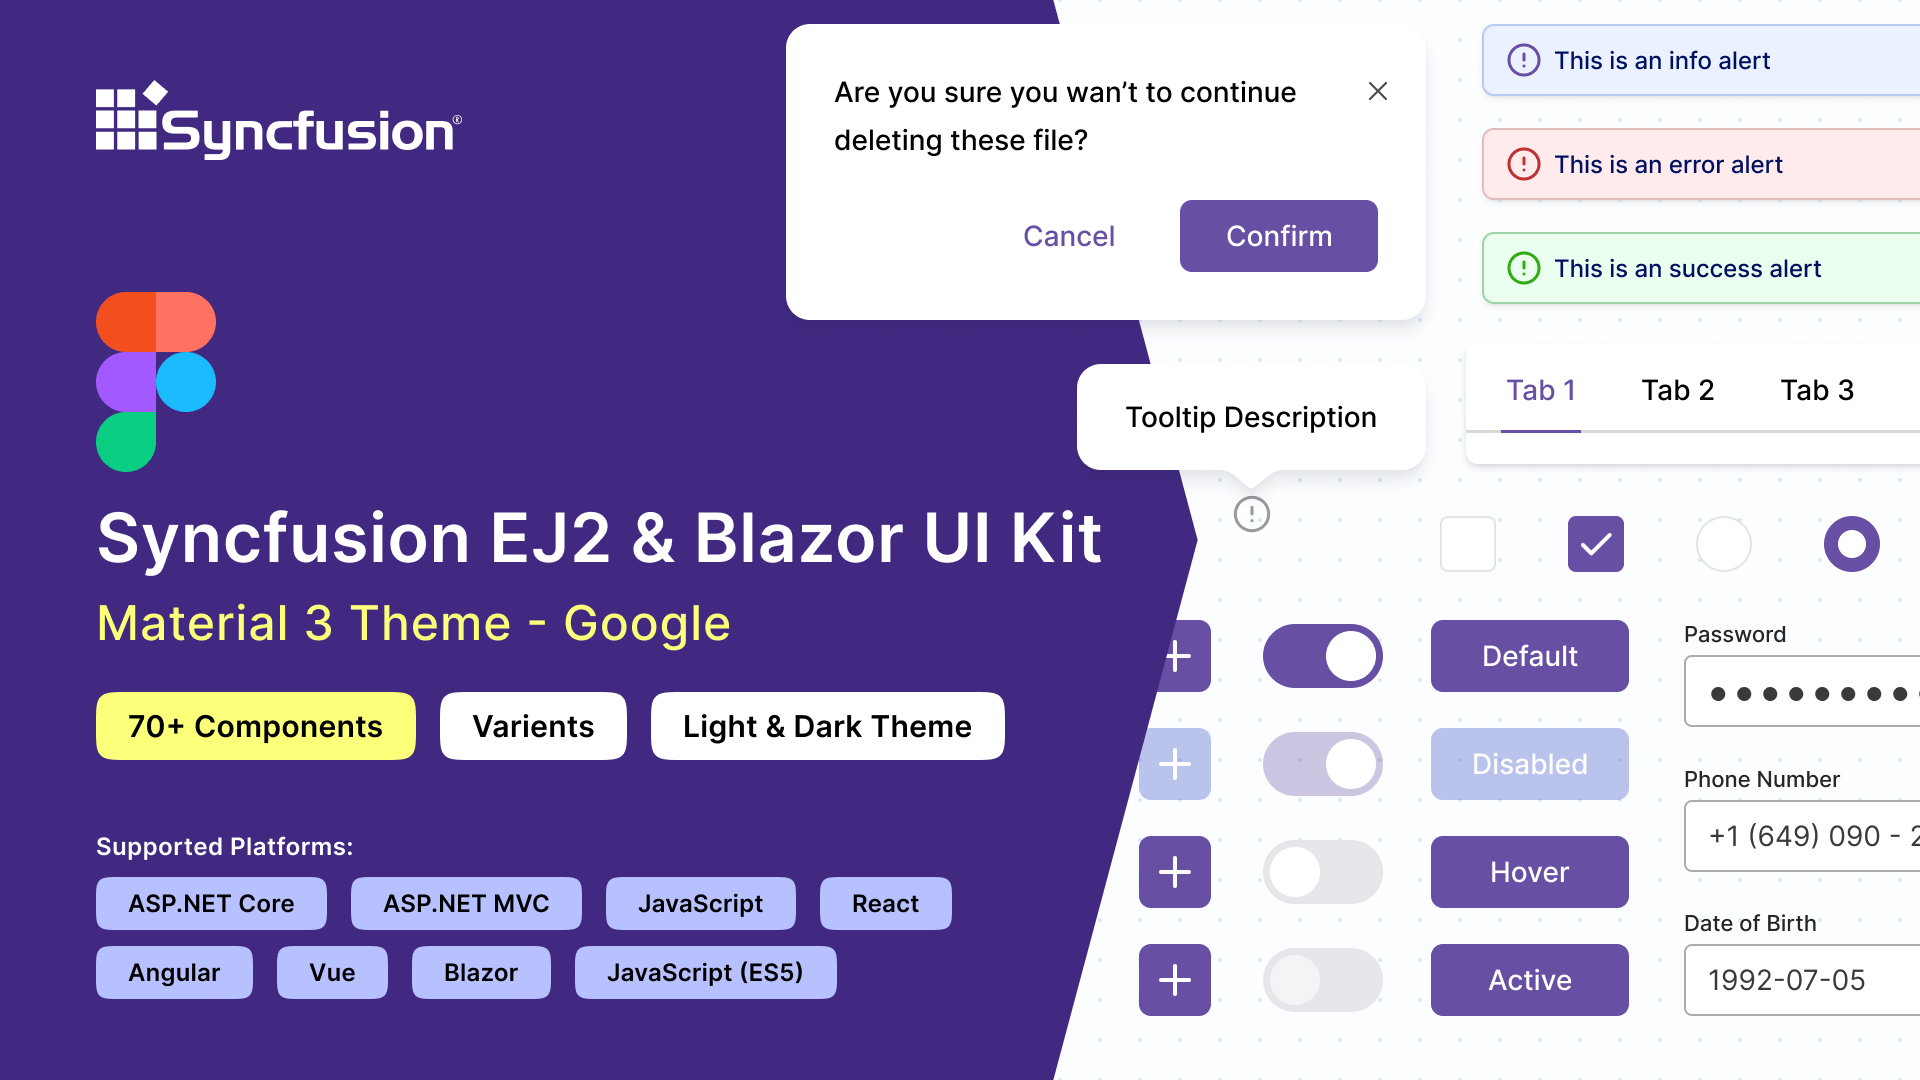 Syncfusion®
Syncfusion EJ2 & Blazor UI Kit
Material 3 Theme - Google
70+ Components
Varients
Light & Dark Theme
Supported Platforms:
ASP.NET Core
ASP.NET MVC
JavaScript
React
Angular
Vue
Blazor
JavaScript (ES5)
Are you sure you wan’t to continue
deleting these file?
Cancel
Confirm
Tooltip Description
This is an info alert
This is an error alert
This is an success alert
Tab 1
Tab 2
Tab 3
Default
Disabled
Hover
Active
Password
Phone Number
+1 (649) 090 - 2
Date of Birth
1992-07-05